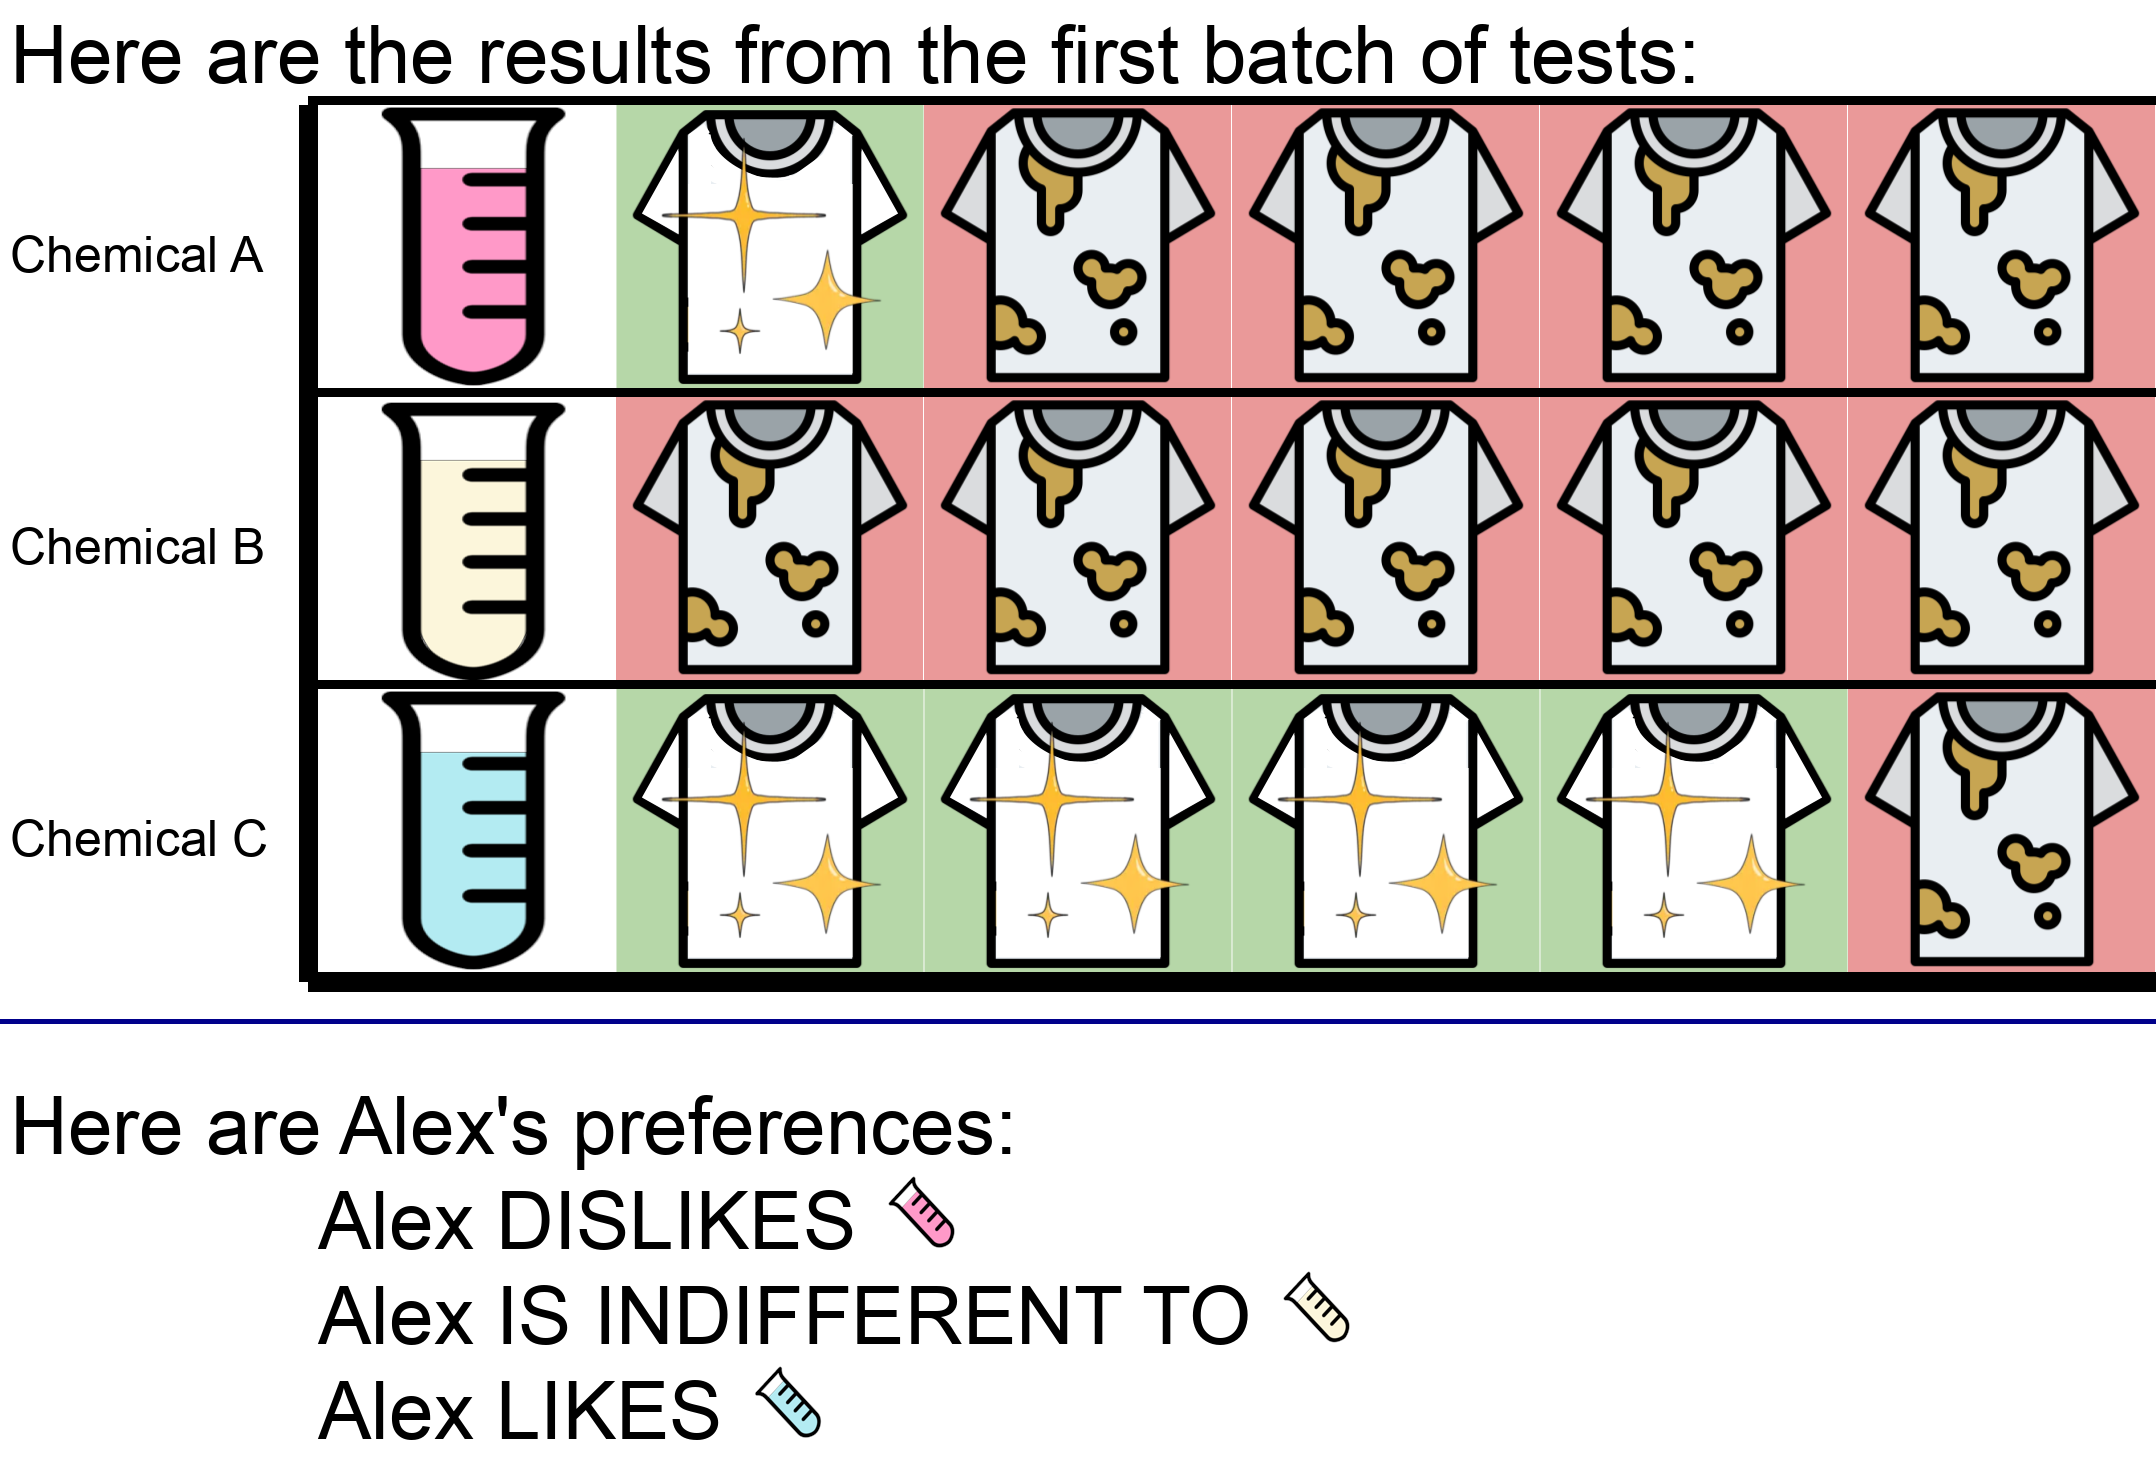 Here are the results from the first batch of tests:
Chemical A
Chemical B
Chemical C
Here are Alex's preferences:
Alex DISLIKES
Alex IS INDIFFERENT TO
Alex LIKES